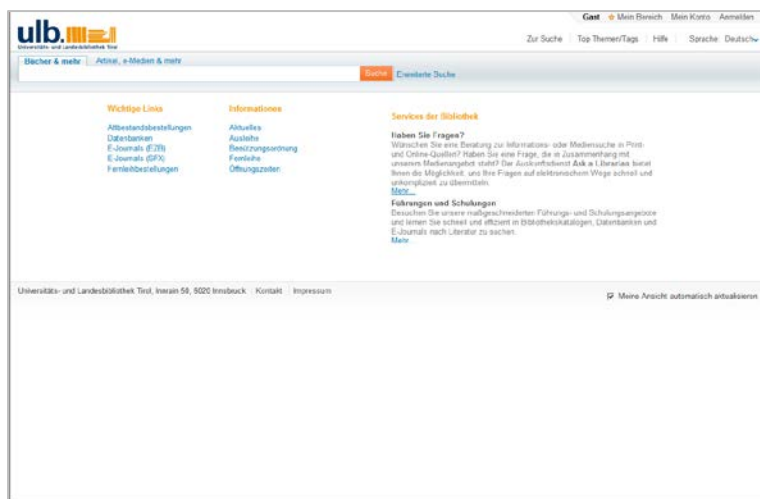 Gast Mein Bereich Mein Konto Anmelden
ulb.
Universitäts- und Landesbibliothek Tirol
Zur Suche Top Themen/Tags Hilfe Sprache: Deutsch
Bücher & mehr Artikel, e-Medien & mehr
Suche Erweiterte Suche
Wichtige Links
Altbestandsbestellungen
Datenbanken
E-Journals (EZB)
E-Journals (SFX)
Fernleihbestellungen
Informationen
Aktuelles
Ausleihe
Benützungsordnung
Fernleihe
Öffnungszeiten
Services der Bibliothek
Haben Sie Fragen?
Wünschen Sie eine Beratung zur Informations- oder Mediensuche in Print-
und Online-Quellen? Haben Sie eine Frage, die in Zusammenhang mit
unserem Medienangebot steht? Der Auskunftsdienst Ask a Librarian bietet
Ihnen die Möglichkeit, uns Ihre Fragen auf elektronischem Wege schnell und
unkompliziert zu übermitteln.
Mehr...
Führungen und Schulungen
Besuchen Sie unsere maßgeschneiderten Führungs- und Schulungsangebote
und lernen Sie schnell und effizient in Bibliothekskatalogen, Datenbanken und
E-Journals nach Literatur zu suchen.
Mehr
Universitäts- und Landesbibliothek Tirol, Innrain 50, 6020 Innsbruck Kontakt Impressum
Meine Ansicht automatisch aktualisieren